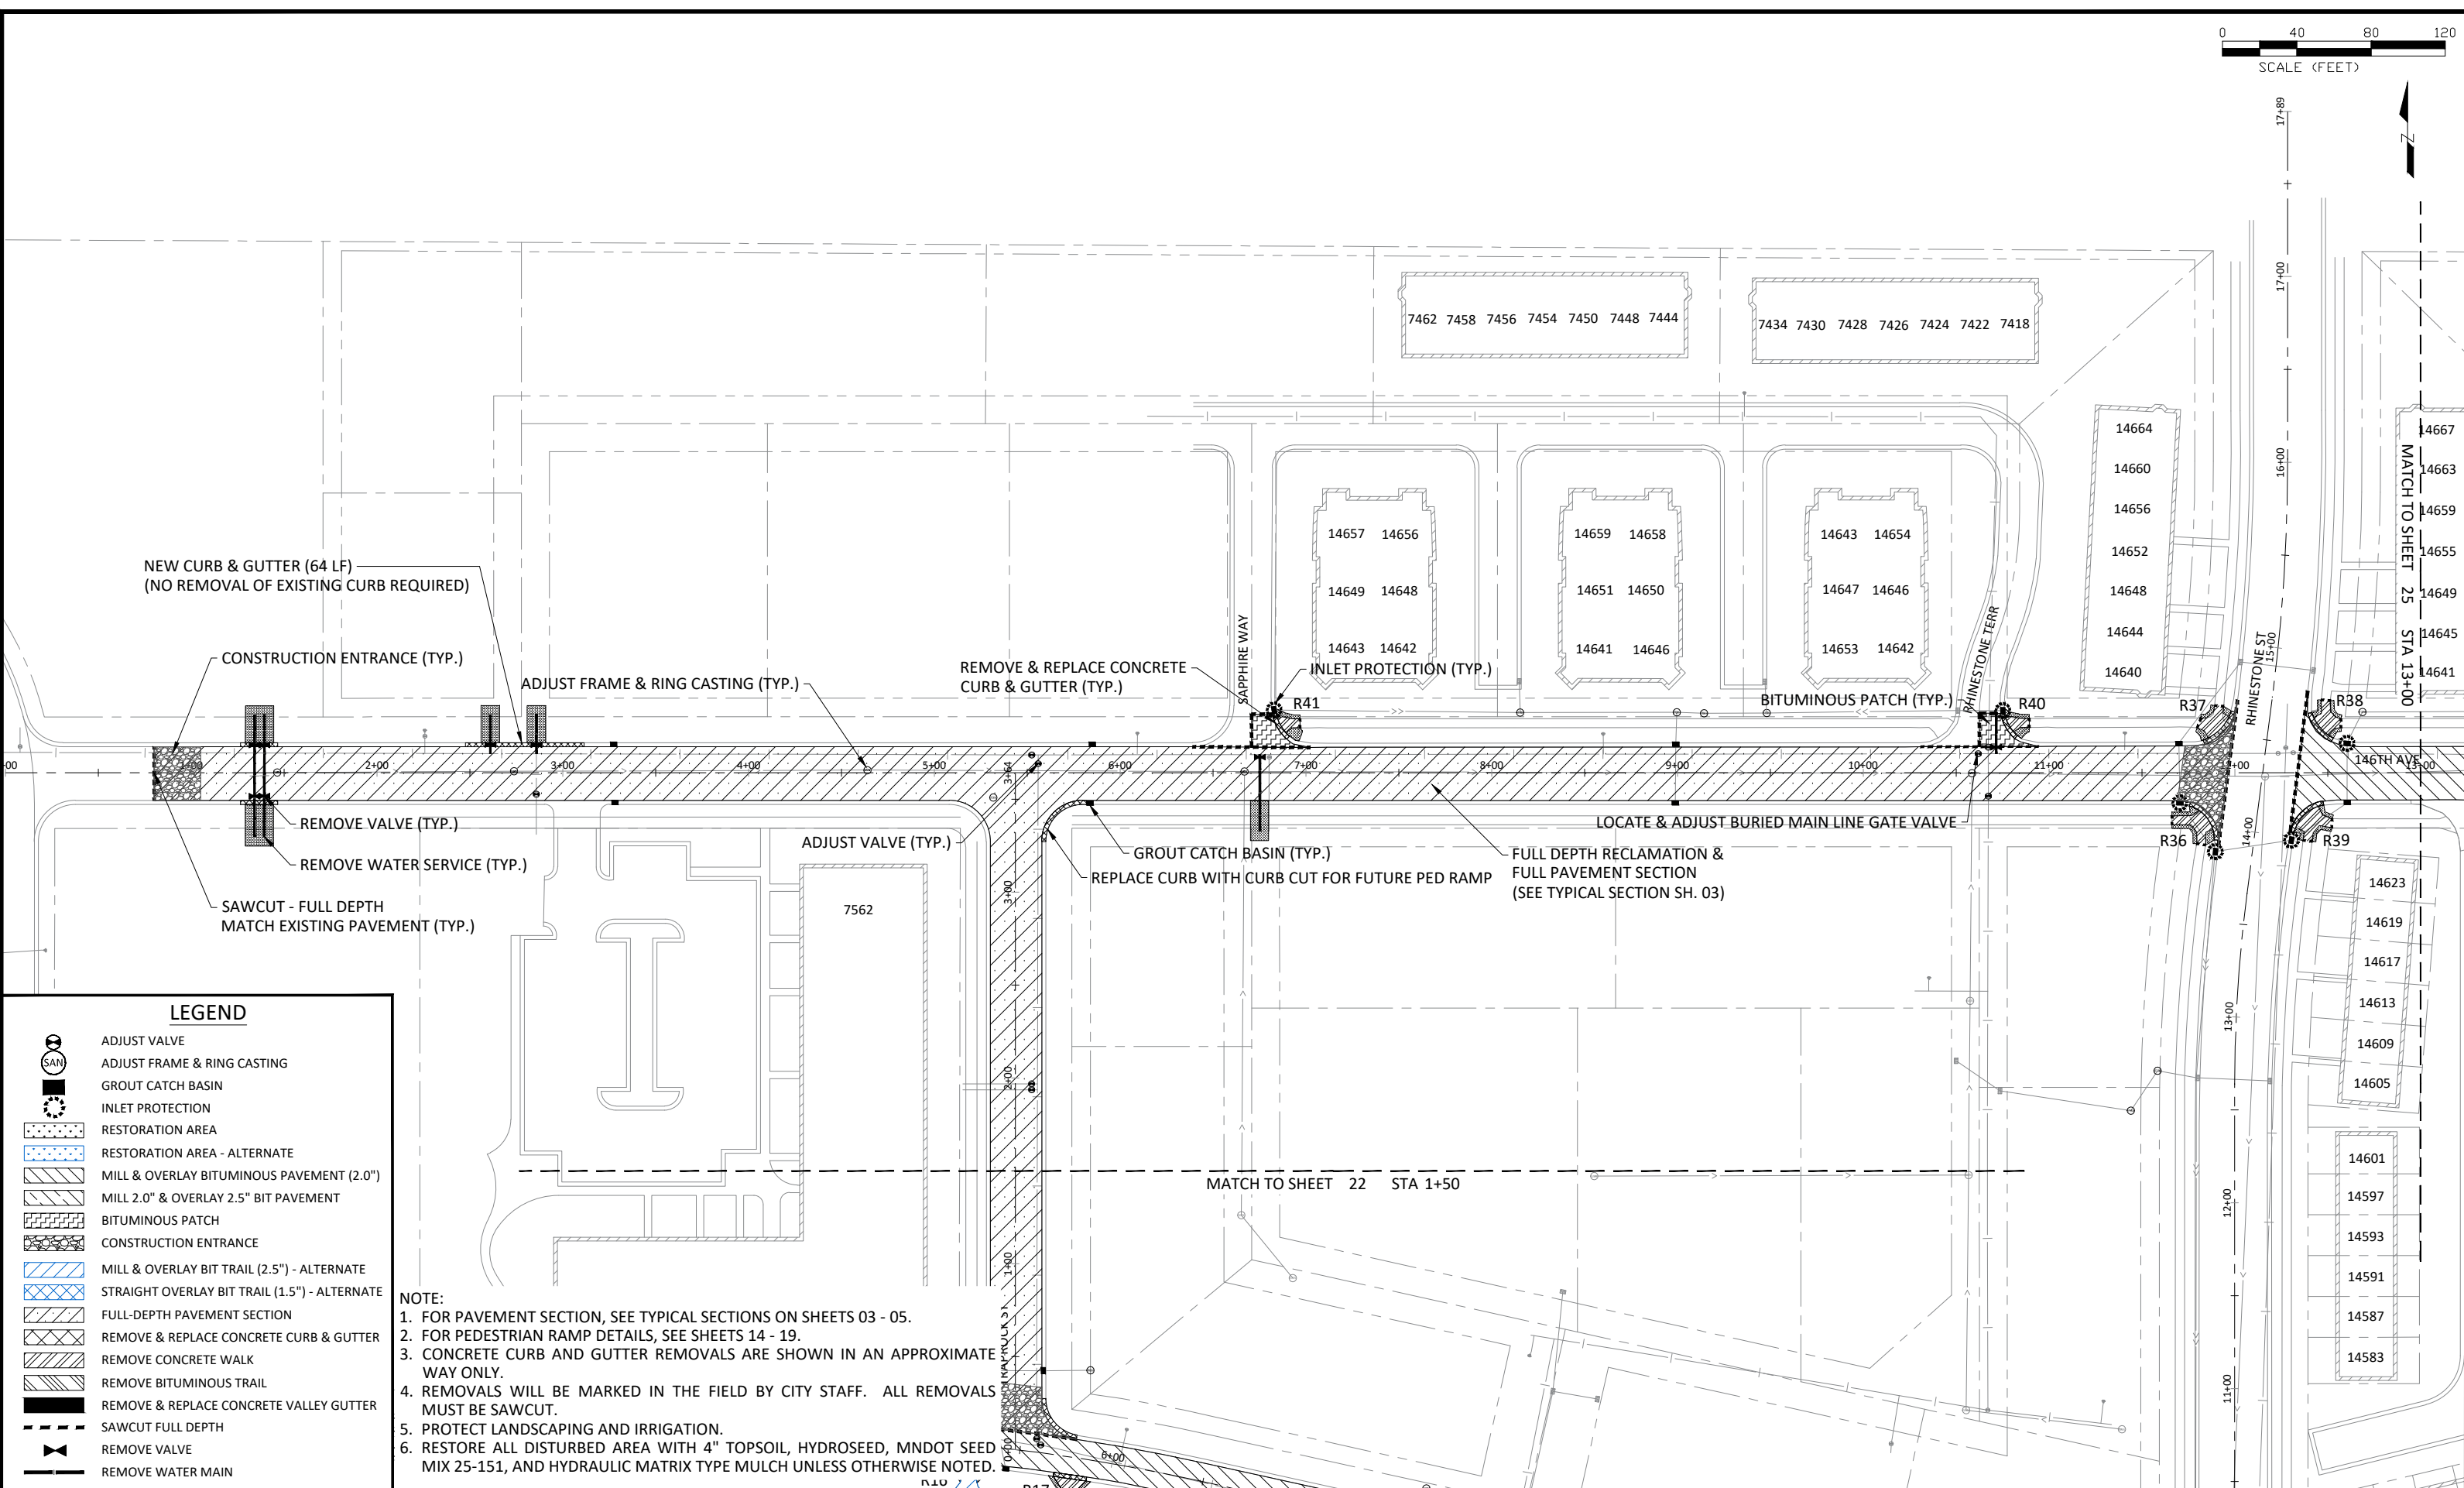 0 40 80 120
SCALE (FEET)
N
17+89
17+00
16+00
15+00
14+00
13+00
12+00
11+00
7462 7458 7456 7454 7450 7448 7444
7434 7430 7428 7426 7424 7422 7418
14664
14660
14656
14652
14648
14644
14640
14667
14663
14659
14655
14649
14645
14641
MATCH TO SHEET 25 STA 13+00
14657 14656
14649 14648
14643 14642
14659 14658
14651 14650
14641 14646
14643 14654
14647 14646
14653 14642
SAPPHIRE WAY
RHINESTONE TERR
RHINESTONE ST
NEW CURB & GUTTER (64 LF)
(NO REMOVAL OF EXISTING CURB REQUIRED)
CONSTRUCTION ENTRANCE (TYP.)
ADJUST FRAME & RING CASTING (TYP.)
REMOVE & REPLACE CONCRETE
CURB & GUTTER (TYP.)
INLET PROTECTION (TYP.)
BITUMINOUS PATCH (TYP.)
R41
R40
R37
R38
2+00 3+00 4+00 5+00 6+00 7+00 8+00 9+00 10+00 11+00
13+00
146TH AVE
3+64
REMOVE VALVE (TYP.)
REMOVE WATER SERVICE (TYP.)
ADJUST VALVE (TYP.)
GROUT CATCH BASIN (TYP.)
REPLACE CURB WITH CURB CUT FOR FUTURE PED RAMP
LOCATE & ADJUST BURIED MAIN LINE GATE VALVE
FULL DEPTH RECLAMATION &
FULL PAVEMENT SECTION
(SEE TYPICAL SECTION SH. 03)
R36
R39
SAWCUT - FULL DEPTH
MATCH EXISTING PAVEMENT (TYP.)
7562
3+00
2+00
1+00
0+00
14623
14619
14617
14613
14609
14605
14601
14597
14593
14591
14587
14583
MATCH TO SHEET 22 STA 1+50
LEGEND
ADJUST VALVE
SAN ADJUST FRAME & RING CASTING
GROUT CATCH BASIN
INLET PROTECTION
RESTORATION AREA
RESTORATION AREA - ALTERNATE
MILL & OVERLAY BITUMINOUS PAVEMENT (2.0")
MILL 2.0" & OVERLAY 2.5" BIT PAVEMENT
BITUMINOUS PATCH
CONSTRUCTION ENTRANCE
MILL & OVERLAY BIT TRAIL (2.5") - ALTERNATE
STRAIGHT OVERLAY BIT TRAIL (1.5") - ALTERNATE
FULL-DEPTH PAVEMENT SECTION
REMOVE & REPLACE CONCRETE CURB & GUTTER
REMOVE CONCRETE WALK
REMOVE BITUMINOUS TRAIL
REMOVE & REPLACE CONCRETE VALLEY GUTTER
SAWCUT FULL DEPTH
REMOVE VALVE
REMOVE WATER MAIN
NOTE:
1. FOR PAVEMENT SECTION, SEE TYPICAL SECTIONS ON SHEETS 03 - 05.
2. FOR PEDESTRIAN RAMP DETAILS, SEE SHEETS 14 - 19.
3. CONCRETE CURB AND GUTTER REMOVALS ARE SHOWN IN AN APPROXIMATE
WAY ONLY.
4. REMOVALS WILL BE MARKED IN THE FIELD BY CITY STAFF. ALL REMOVALS
MUST BE SAWCUT.
5. PROTECT LANDSCAPING AND IRRIGATION.
6. RESTORE ALL DISTURBED AREA WITH 4" TOPSOIL, HYDROSEED, MNDOT SEED
MIX 25-151, AND HYDRAULIC MATRIX TYPE MULCH UNLESS OTHERWISE NOTED.
6+00
R16
R17